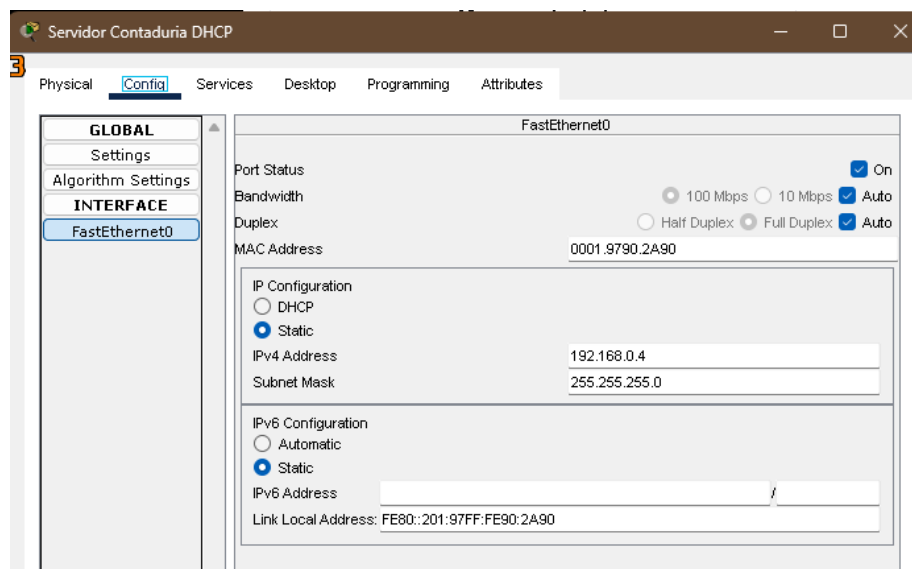 Servidor Contaduria DHCP
3
Physical Config Services Desktop Programming Attributes
GLOBAL
Settings
Algorithm Settings
INTERFACE
FastEthernet0
FastEthernet0
Port Status On
Bandwidth 100 Mbps 10 Mbps Auto
Duplex Half Duplex Full Duplex Auto
MAC Address 0001.9790.2A90
IP Configuration
DHCP
Static
IPv4 Address 192.168.0.4
Subnet Mask 255.255.255.0
IPv6 Configuration
Automatic
Static
IPv6 Address /
Link Local Address: FE80::201:97FF:FE90:2A90